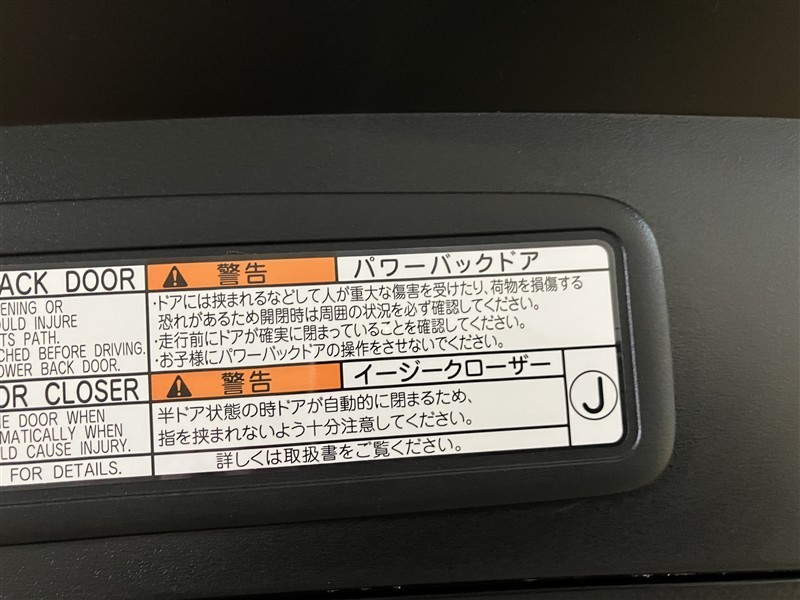 ACK DOOR
ENING OR
OULD INJURE
TS PATH.
CHED BEFORE DRIVING.
OWER BACK DOOR.
警告 パワーバックドア
・ドアには挟まれるなどして人が重大な傷害を受けたり、荷物を損傷する
恐れがあるため開閉時は周囲の状況を必ず確認してください。
・走行前にドアが確実に閉まっていることを確認してください。
・お子様にパワーバックドアの操作をさせないでください。
OR CLOSER
E DOOR WHEN
OMATICALLY WHEN
LD CAUSE INJURY.
FOR DETAILS.
警告 イージークローザー
半ドア状態の時ドアが自動的に閉まるため、
指を挟まれないよう十分注意してください。
詳しくは取扱書をご覧ください。
J